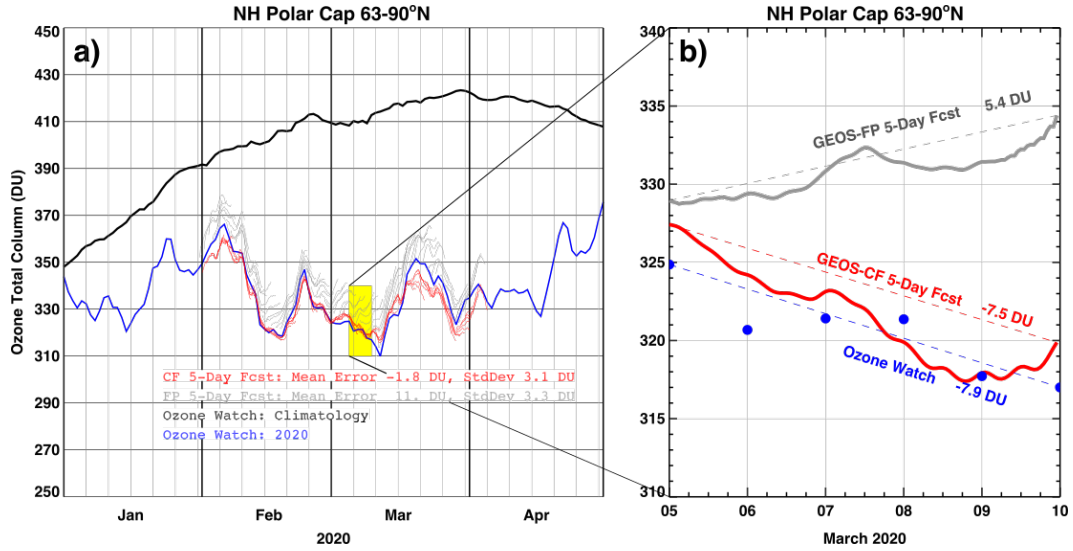 NH Polar Cap 63-90°N
a)
450
430
410
390
370
350
330
310
290
270
250
Ozone Total Column (DU)
CF 5-Day Fcst: Mean Error -1.8 DU, StdDev 3.1 DU
FP 5-Day Fcst: Mean Error 11. DU, StdDev 3.3 DU
Ozone Watch: Climatology
Ozone Watch: 2020
Jan Feb Mar Apr
2020
NH Polar Cap 63-90°N
b)
340
335
330
325
320
315
310
GEOS-FP 5-Day Fcst 5.4 DU
GEOS-CF 5-Day Fcst -7.5 DU
Ozone Watch -7.9 DU
05 06 07 08 09 10
March 2020